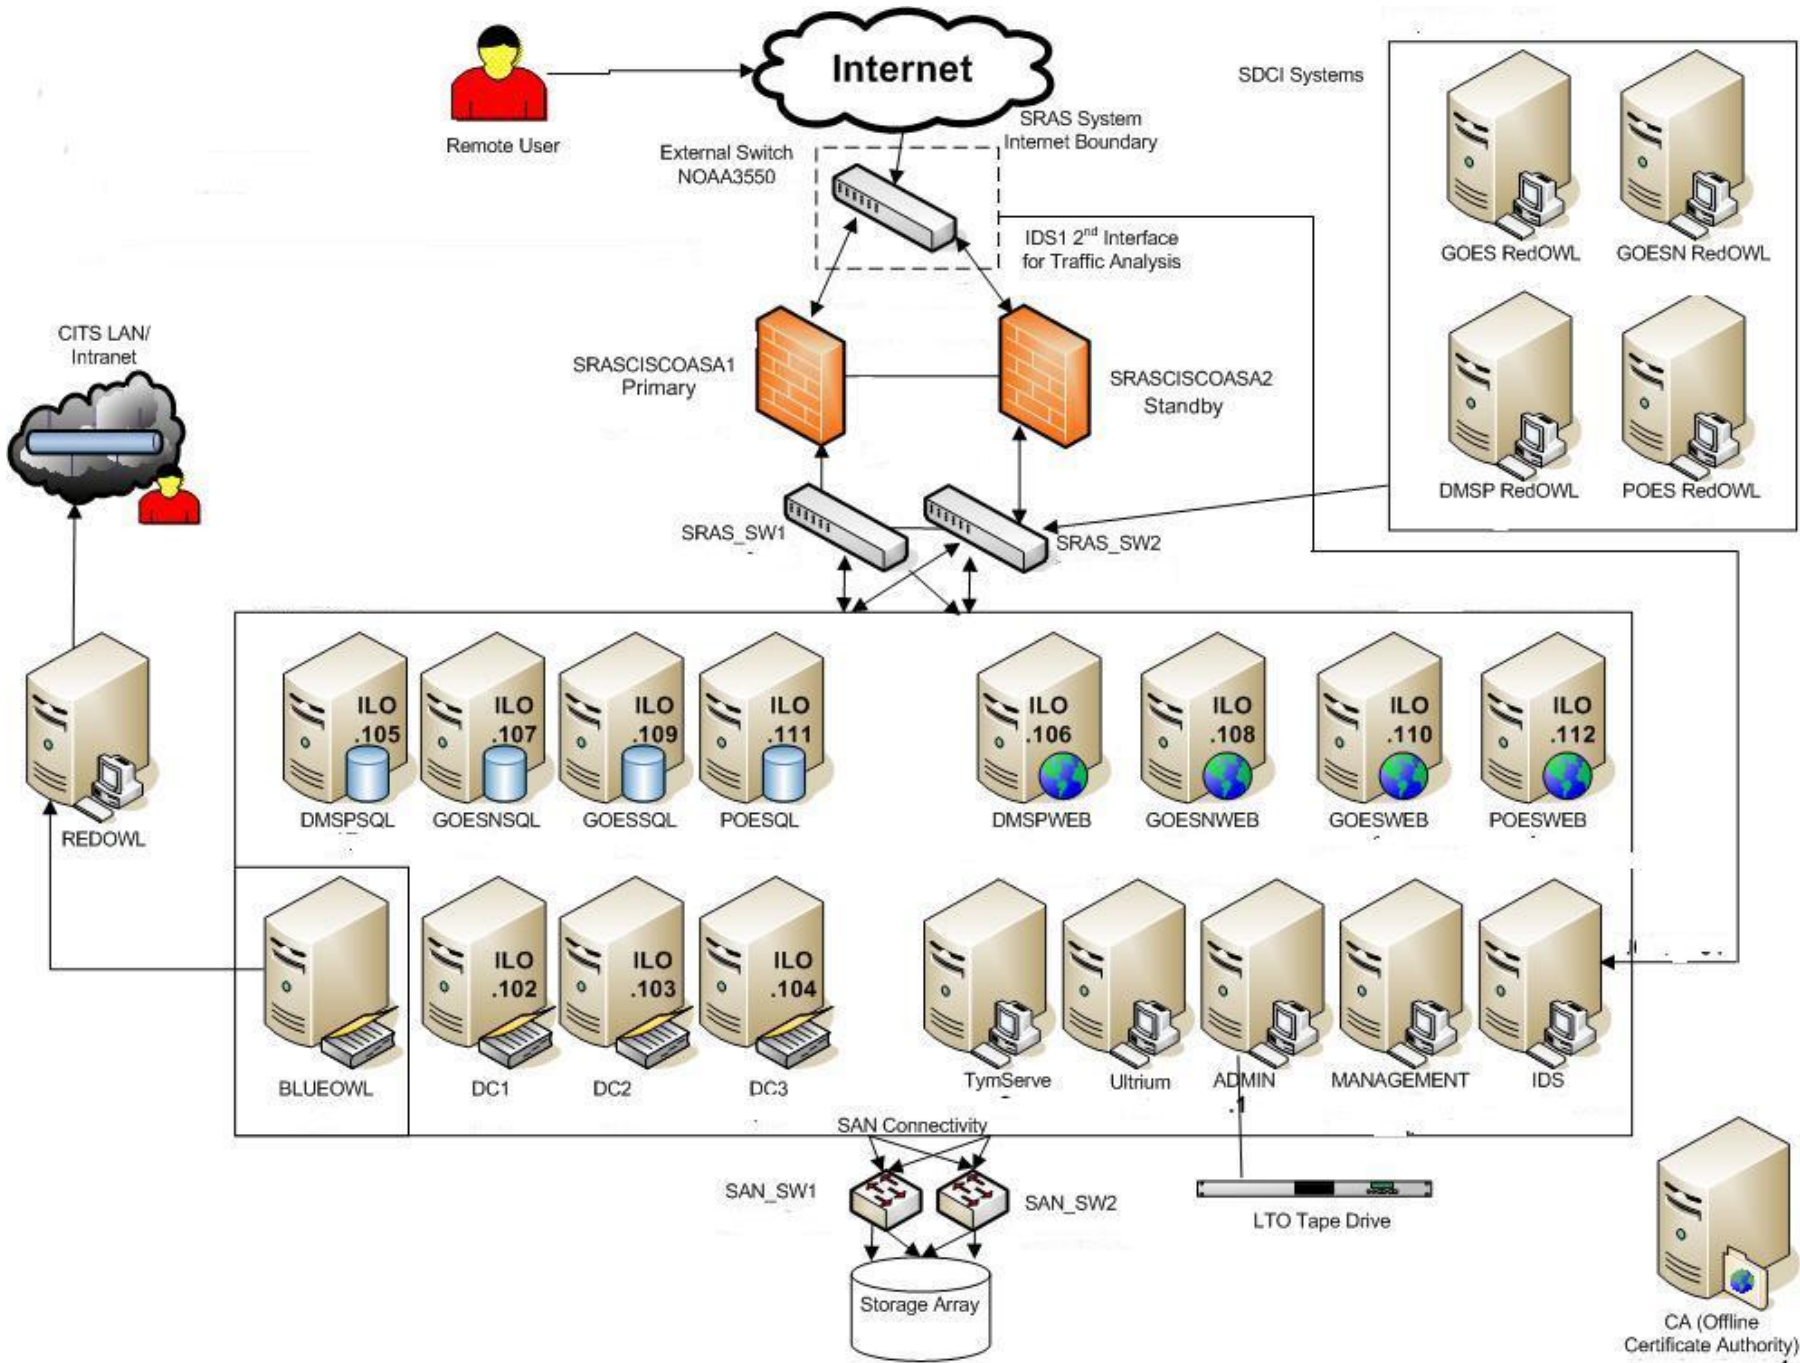 Internet
SDCI Systems
Remote User
SRAS System
Internet Boundary
External Switch
NOAA3550
IDS1 2nd Interface
for Traffic Analysis
GOES RedOWL
GOESN RedOWL
DMSP RedOWL
POES RedOWL
CITS LAN/
Intranet
SRASCISCOASA1
Primary
SRASCISCOASA2
Standby
SRAS_SW1
SRAS_SW2
REDOWL
ILO
.105
DMSPSQL
ILO
.107
GOESNSQL
ILO
.109
GOESSQL
ILO
.111
POESQL
ILO
.106
DMSPWEB
ILO
.108
GOESNWEB
ILO
.110
GOESWEB
ILO
.112
POESWEB
BLUEOWL
ILO
.102
DC1
ILO
.103
DC2
ILO
.104
DC3
TymServe
Ultrium
ADMIN
.1
MANAGEMENT
IDS
SAN Connectivity
SAN_SW1
SAN_SW2
Storage Array
LTO Tape Drive
CA (Offline
Certificate Authority)